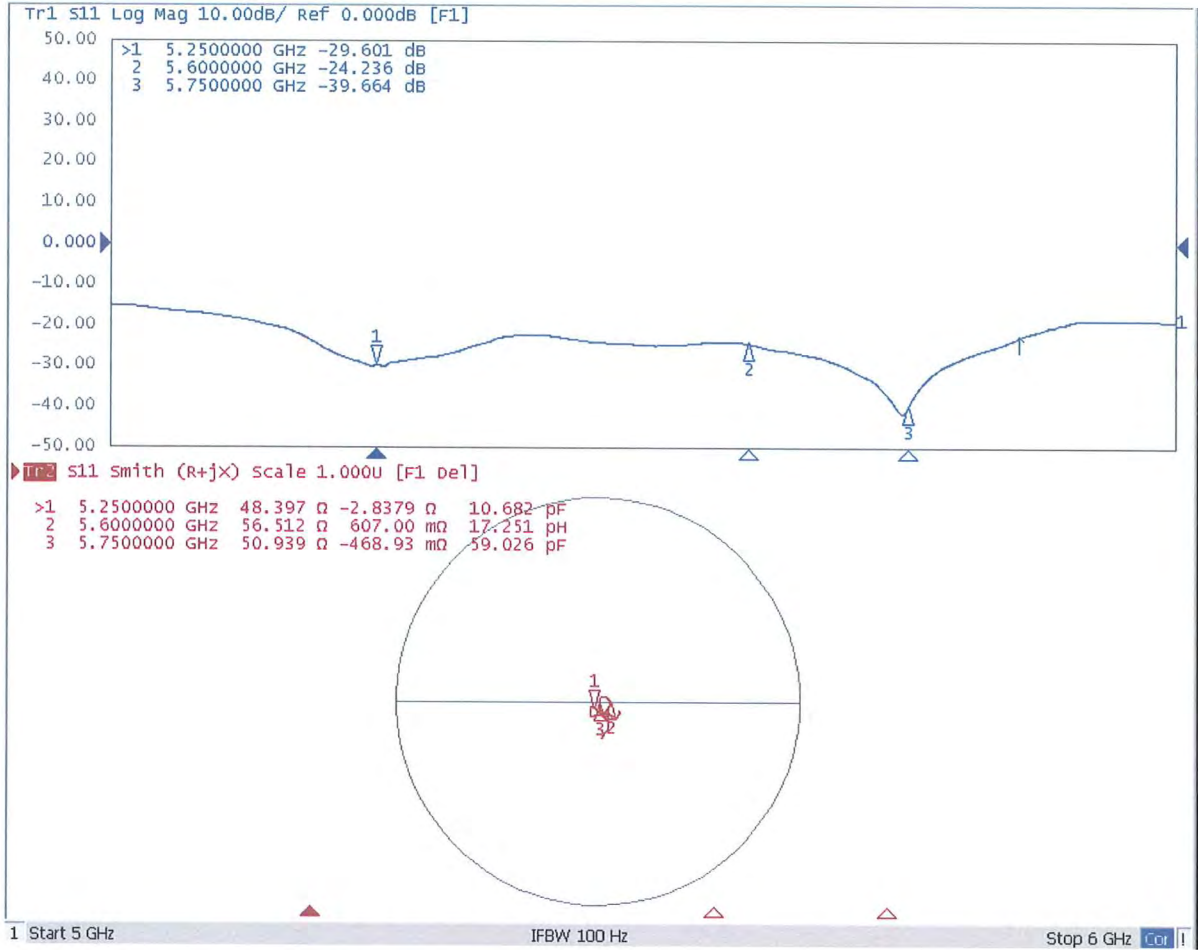 Tr1 S11 Log Mag 10.00dB/ Ref 0.000dB [F1]
50.00
>1 5.2500000 GHz -29.601 dB
2 5.6000000 GHz -24.236 dB
40.00
3 5.7500000 GHz -39.664 dB
30.00
20.00
10.00
0.000
-10.00
-20.00
1
1
-30.00
2
-40.00
3
-50.00
Tr2 S11 Smith (R+jX) Scale 1.000U [F1 Del]
>1 5.2500000 GHz 48.397 Ω -2.8379 Ω 10.682 pF
2 5.6000000 GHz 56.512 Ω 607.00 mΩ 17.251 pH
3 5.7500000 GHz 50.939 Ω -468.93 mΩ 59.026 pF
1
32
1 Start 5 GHz IFBW 100 Hz Stop 6 GHz Cor !